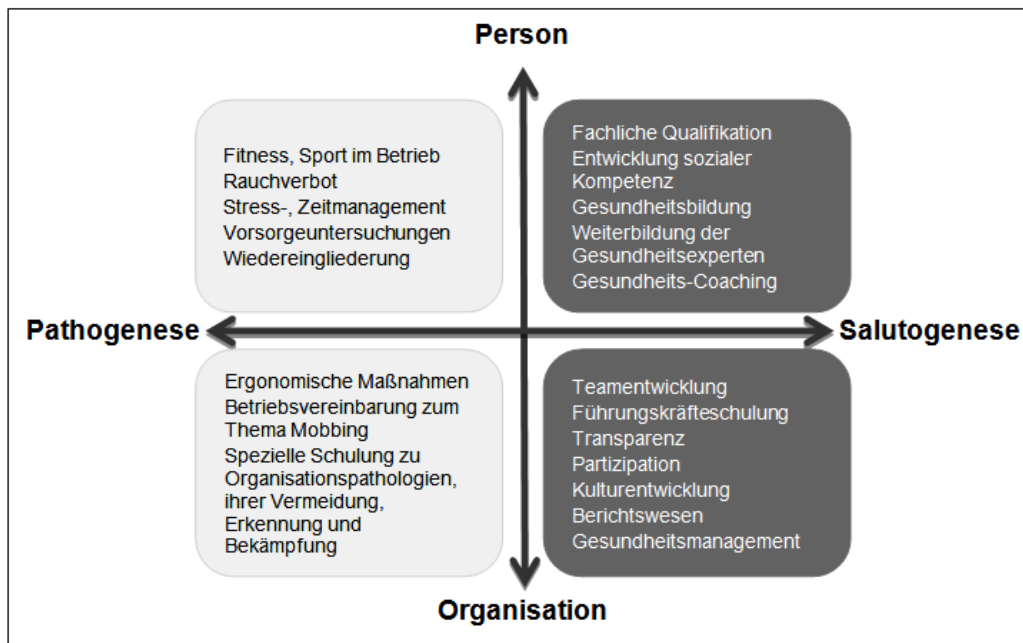 Person
Fitness, Sport im Betrieb
Rauchverbot
Stress-, Zeitmanagement
Vorsorgeuntersuchungen
Wiedereingliederung
Fachliche Qualifikation
Entwicklung sozialer
Kompetenz
Gesundheitsbildung
Weiterbildung der
Gesundheitsexperten
Gesundheits-Coaching
Pathogenese
Salutogenese
Ergonomische Maßnahmen
Betriebsvereinbarung zum
Thema Mobbing
Spezielle Schulung zu
Organisationspathologien,
ihrer Vermeidung,
Erkennung und
Bekämpfung
Teamentwicklung
Führungskräfteschulung
Transparenz
Partizipation
Kulturentwicklung
Berichtswesen
Gesundheitsmanagement
Organisation